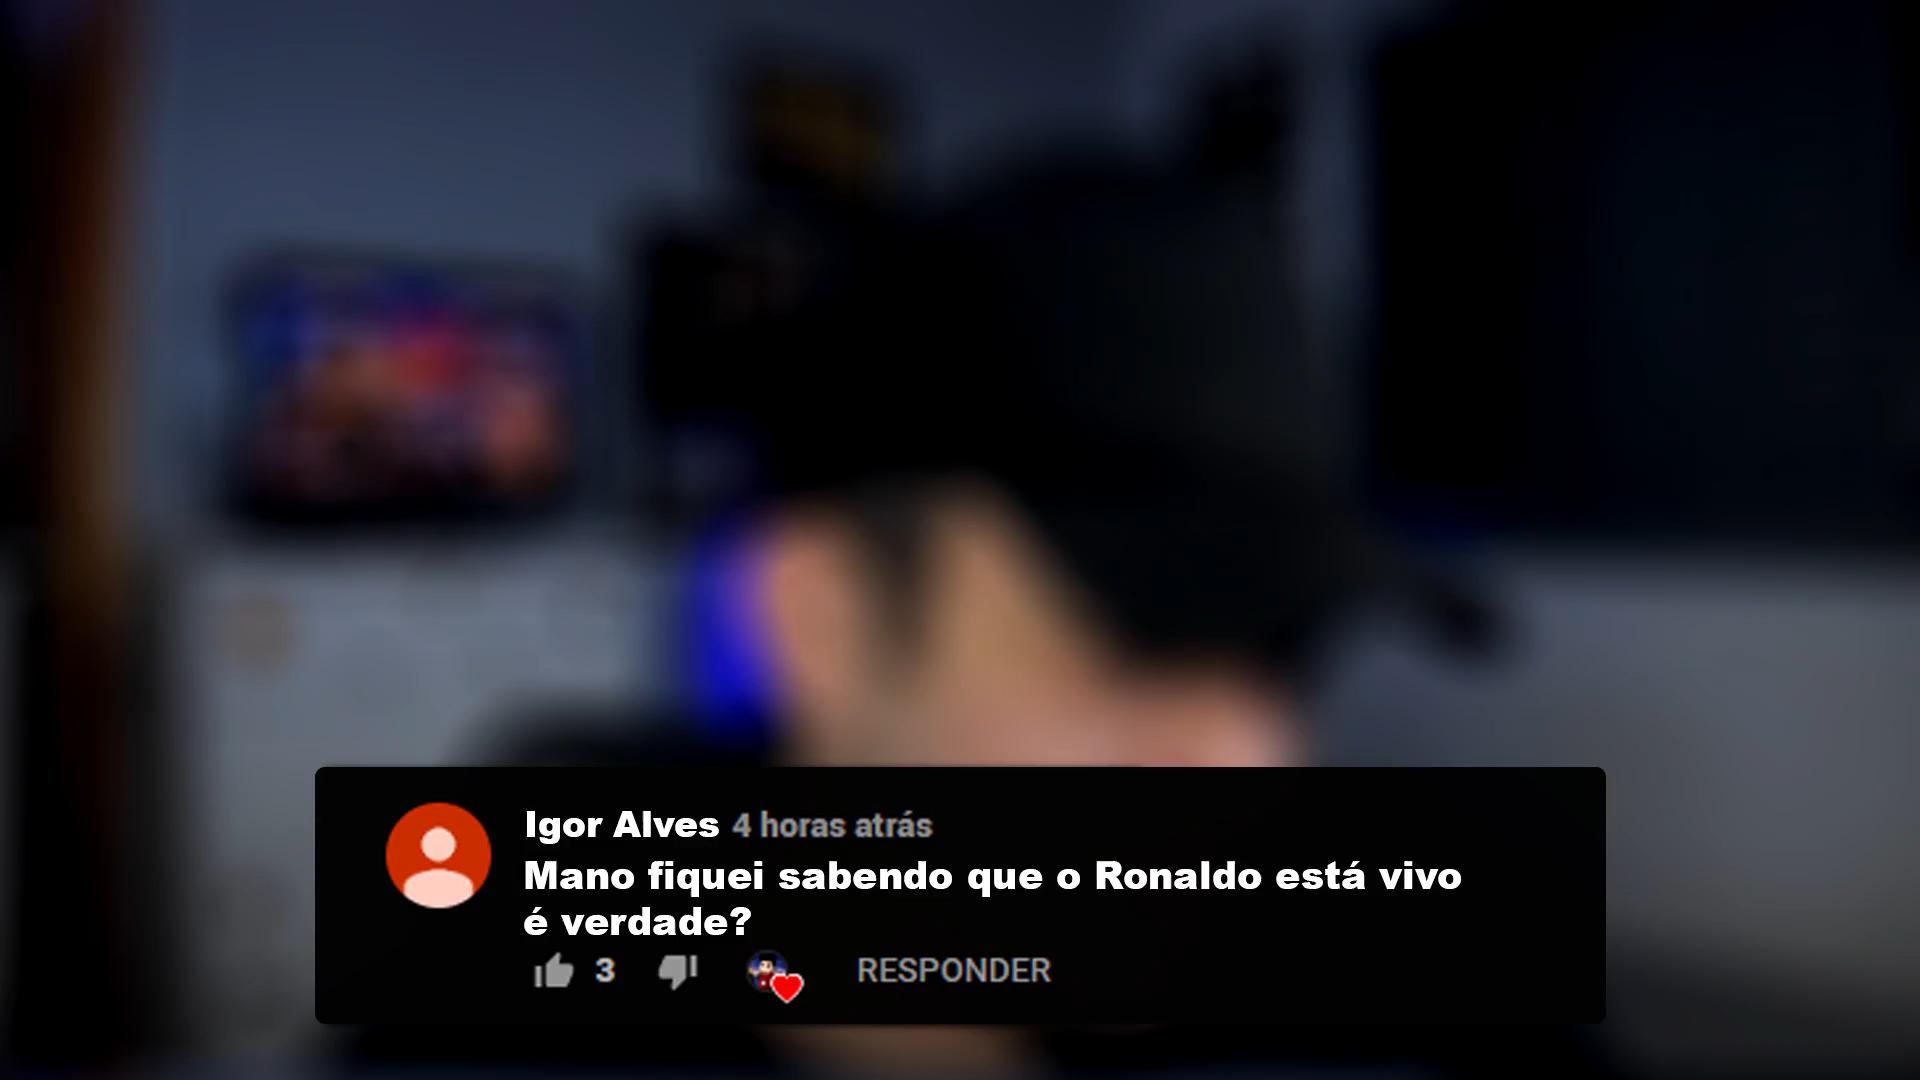 Igor Alves 4 horas atrás
Mano fiquei sabendo que o Ronaldo está vivo
é verdade?
3 RESPONDER